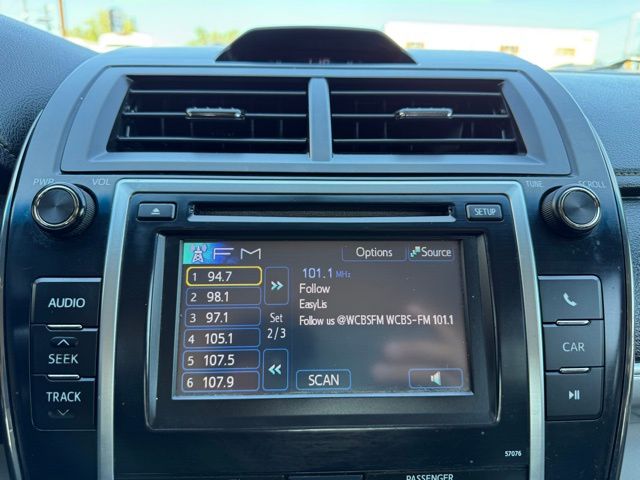 PWR VOL
TUNE SCROLL
SETUP
FM
Options
Source
1 94.7
2 98.1
3 97.1
4 105.1
5 107.5
6 107.9
Set
2/3
101.1 MHz
Follow
EasyLis
Follow us @WCBSFM WCBS-FM 101.1
SCAN
AUDIO
SEEK
TRACK
CAR
57076
PASSENGER